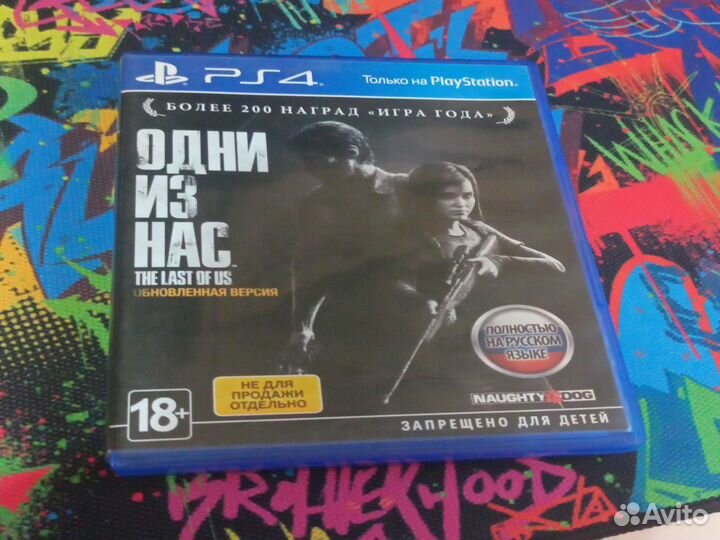 PS4
Только на PlayStation
БОЛЕЕ 200 НАГРАД «ИГРА ГОДА»
ОДНИ
ИЗ
НАС
THE LAST OF US
ОБНОВЛЕННАЯ ВЕРСИЯ
ПОЛНОСТЬЮ
НА РУССКОМ
ЯЗЫКЕ
НЕ ДЛЯ
ПРОДАЖИ
ОТДЕЛЬНО
NAUGHTY DOG
18+
ЗАПРЕЩЕНО ДЛЯ ДЕТЕЙ
BROTHERHOOD
Avito